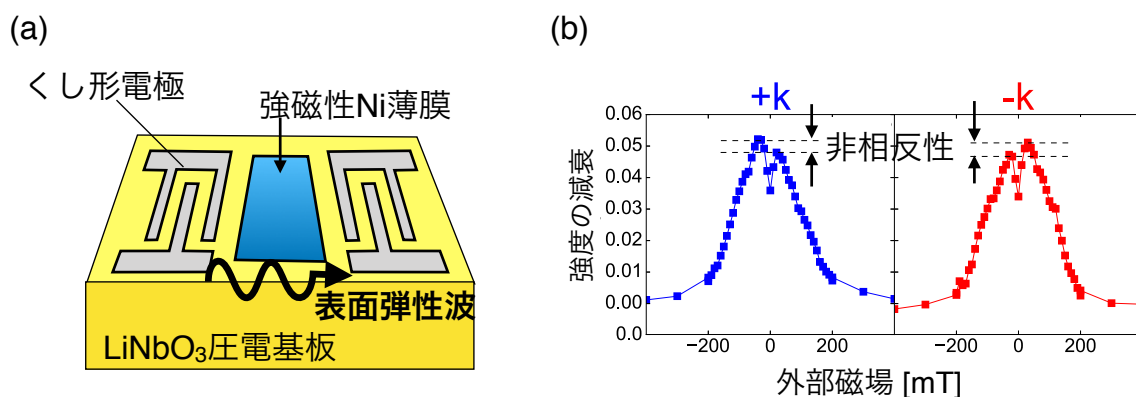 (a)
くし形電極
強磁性Ni薄膜
表面弾性波
LiNbO₃圧電基板
(b)
+k
-k
非相反性
強度の減衰
0.06
0.05
0.04
0.03
0.02
0.01
0.00
0.0
−200
0
200
−200
0
200
外部磁場 [mT]